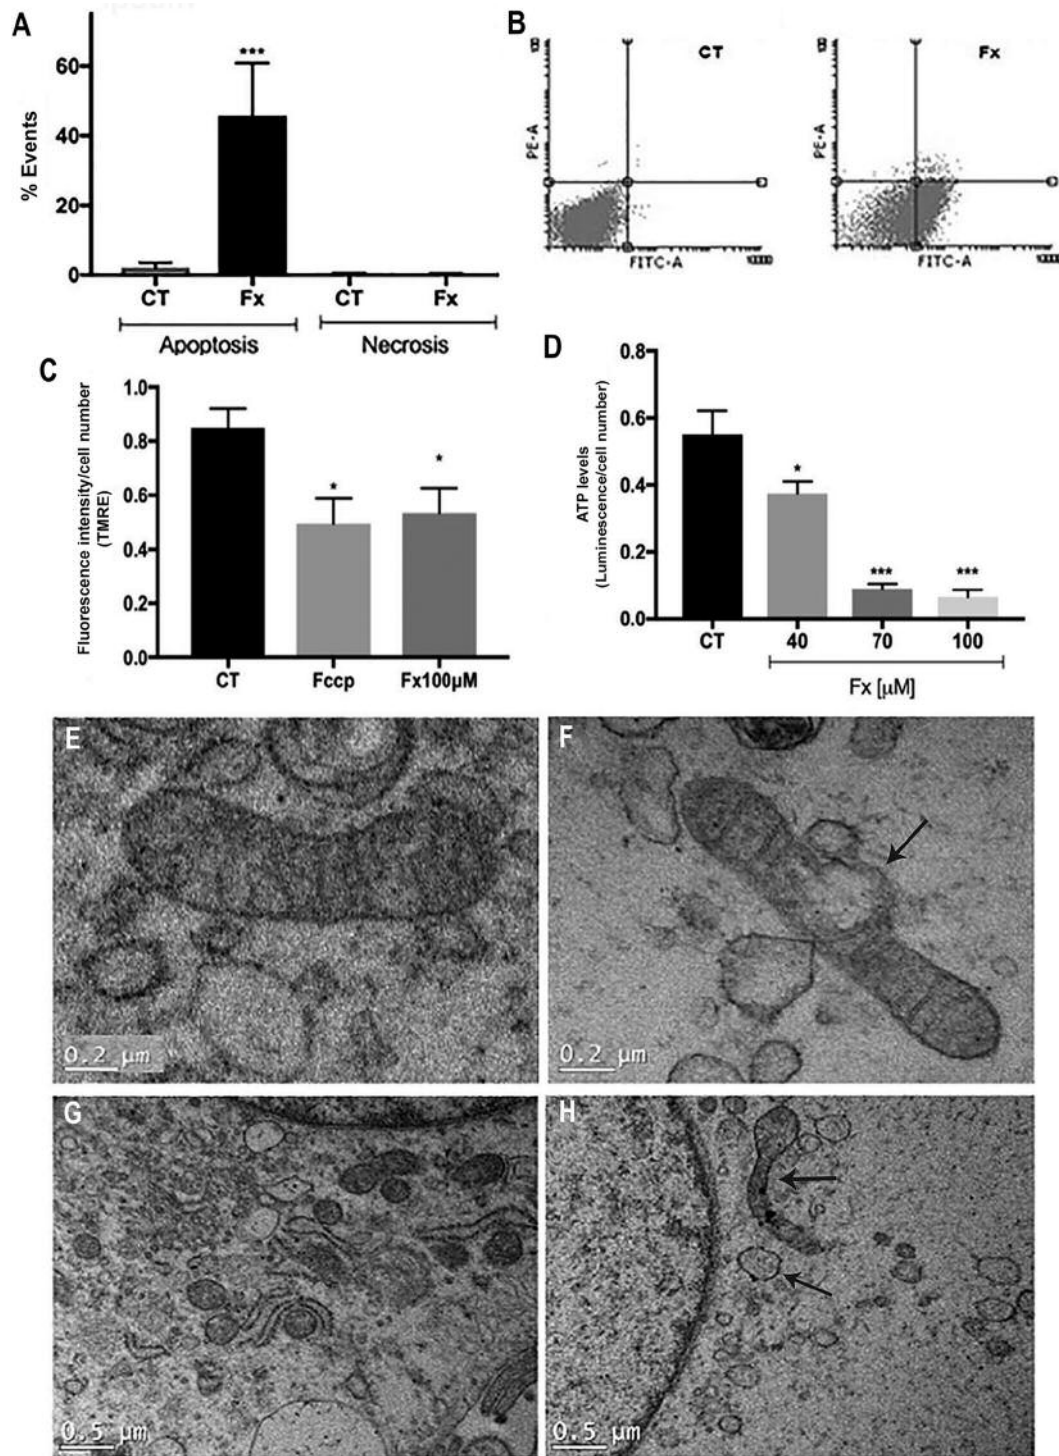 A
% Events
60
40
20
0
***
CT Fx CT Fx
Apoptosis Necrosis
B
CT
PE-A
FITC-A
Fx
PE-A
FITC-A
C
Fluorescence intensity/cell number
(TMRE)
1.0
0.8
0.6
0.4
0.2
0.0
* *
CT Fccp Fx100µM
D
ATP levels
(Luminescence/cell number)
0.8
0.6
0.4
0.2
0.0
* *** ***
CT 40 70 100
Fx [µM]
E
0.2 µm
F
0.2 µm
G
0.5 µm
H
0.5 µm